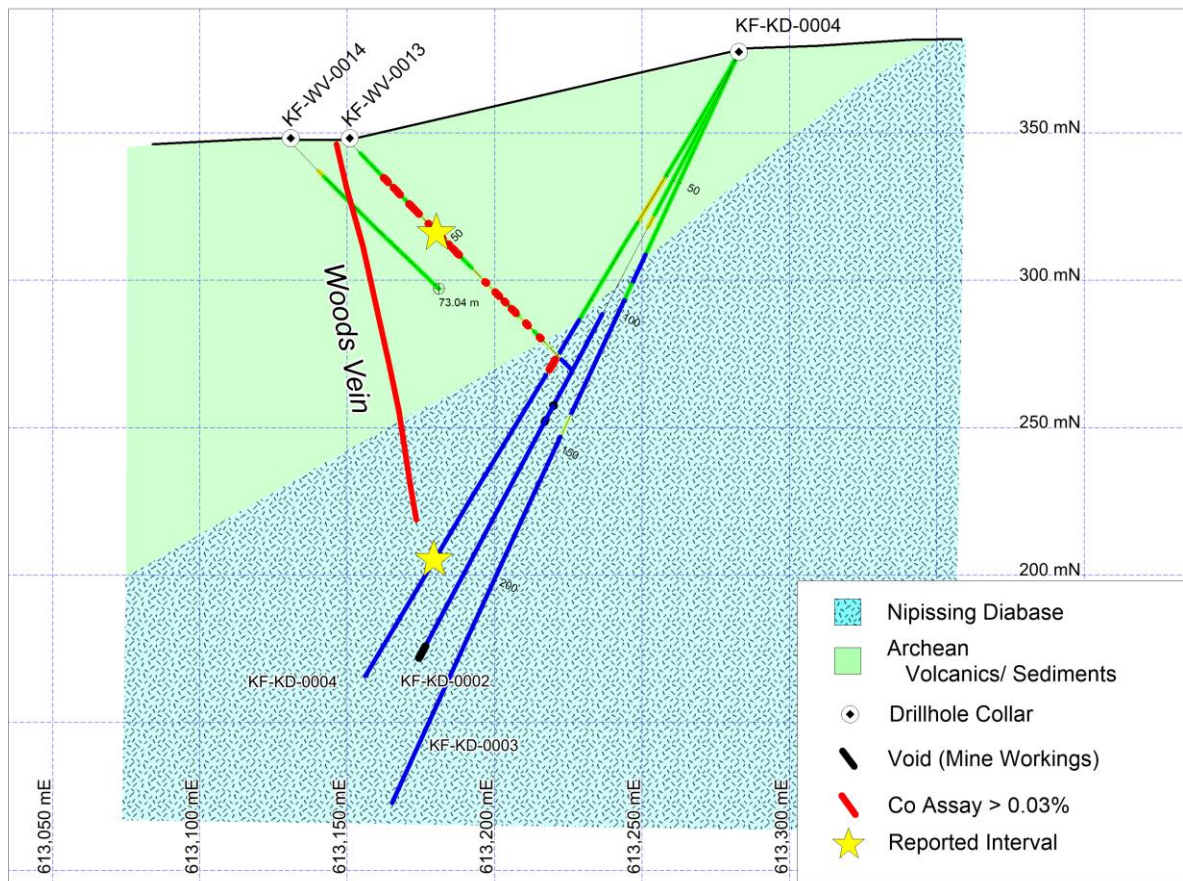 KF-KD-0004
KF-WV-0014
KF-WV-0013
350 mN
50
50
300 mN
73.04 m
100
Woods Vein
250 mN
150
200 mN
200
KF-KD-0004
KF-KD-0002
KF-KD-0003
613,050 mE
613,100 mE
613,150 mE
613,200 mE
613,250 mE
613,300 mE
Nipissing Diabase
Archean
Volcanics/ Sediments
Drillhole Collar
Void (Mine Workings)
Co Assay > 0.03%
Reported Interval